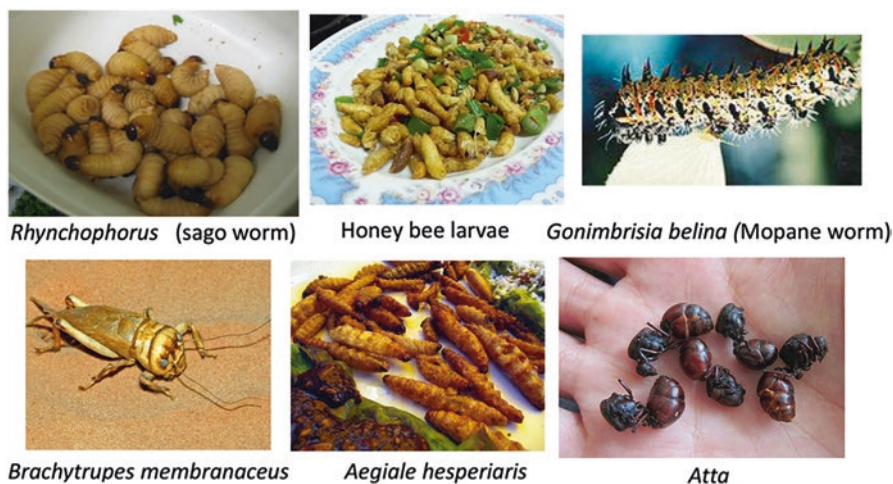 Rhynchophorus (sago worm)
Honey bee larvae
Gonimbrisia belina (Mopane worm)
Brachytrupes membranaceus
Aegiale hesperiaris
Atta